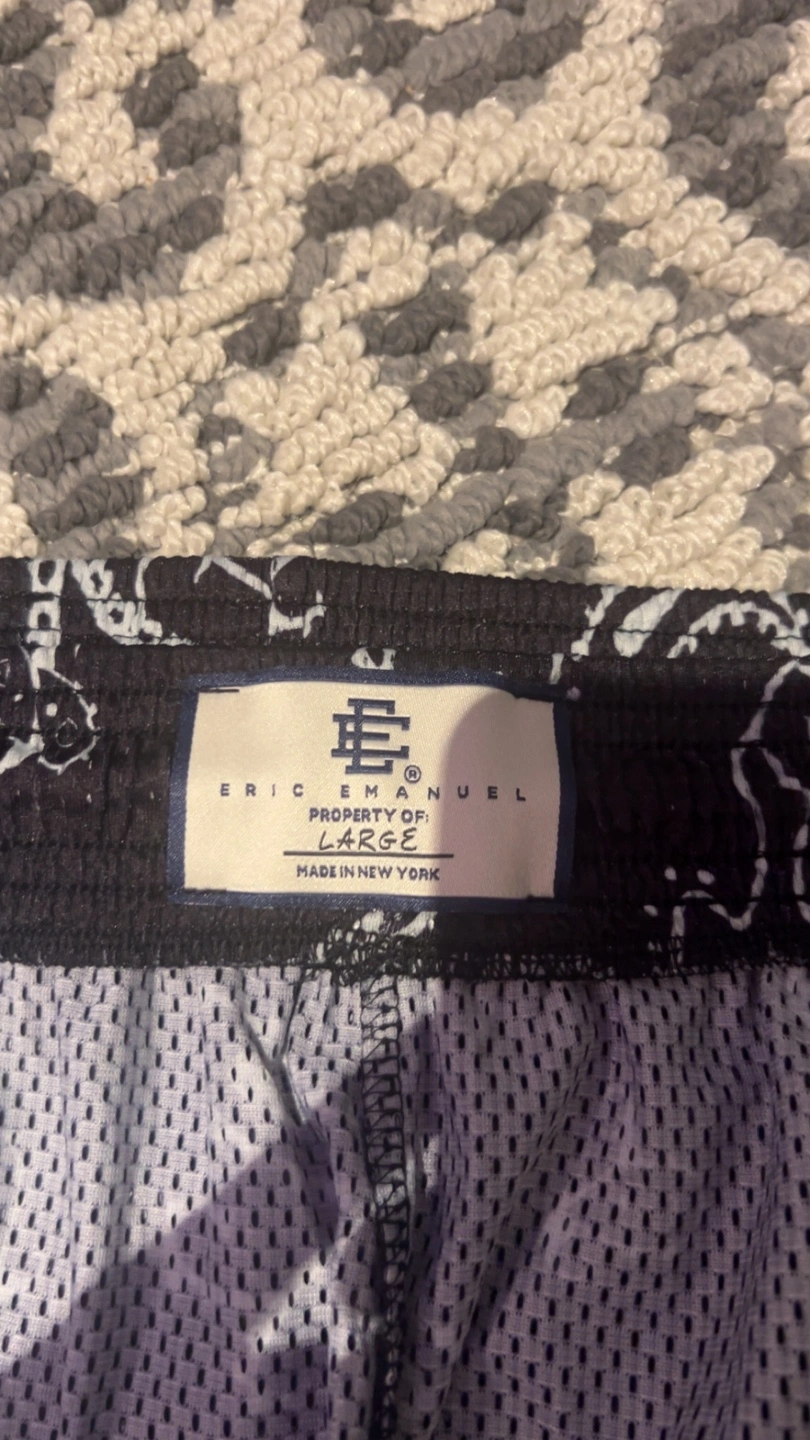 EE®
ERIC EMANUEL
PROPERTY OF:
LARGE
MADE IN NEW YORK